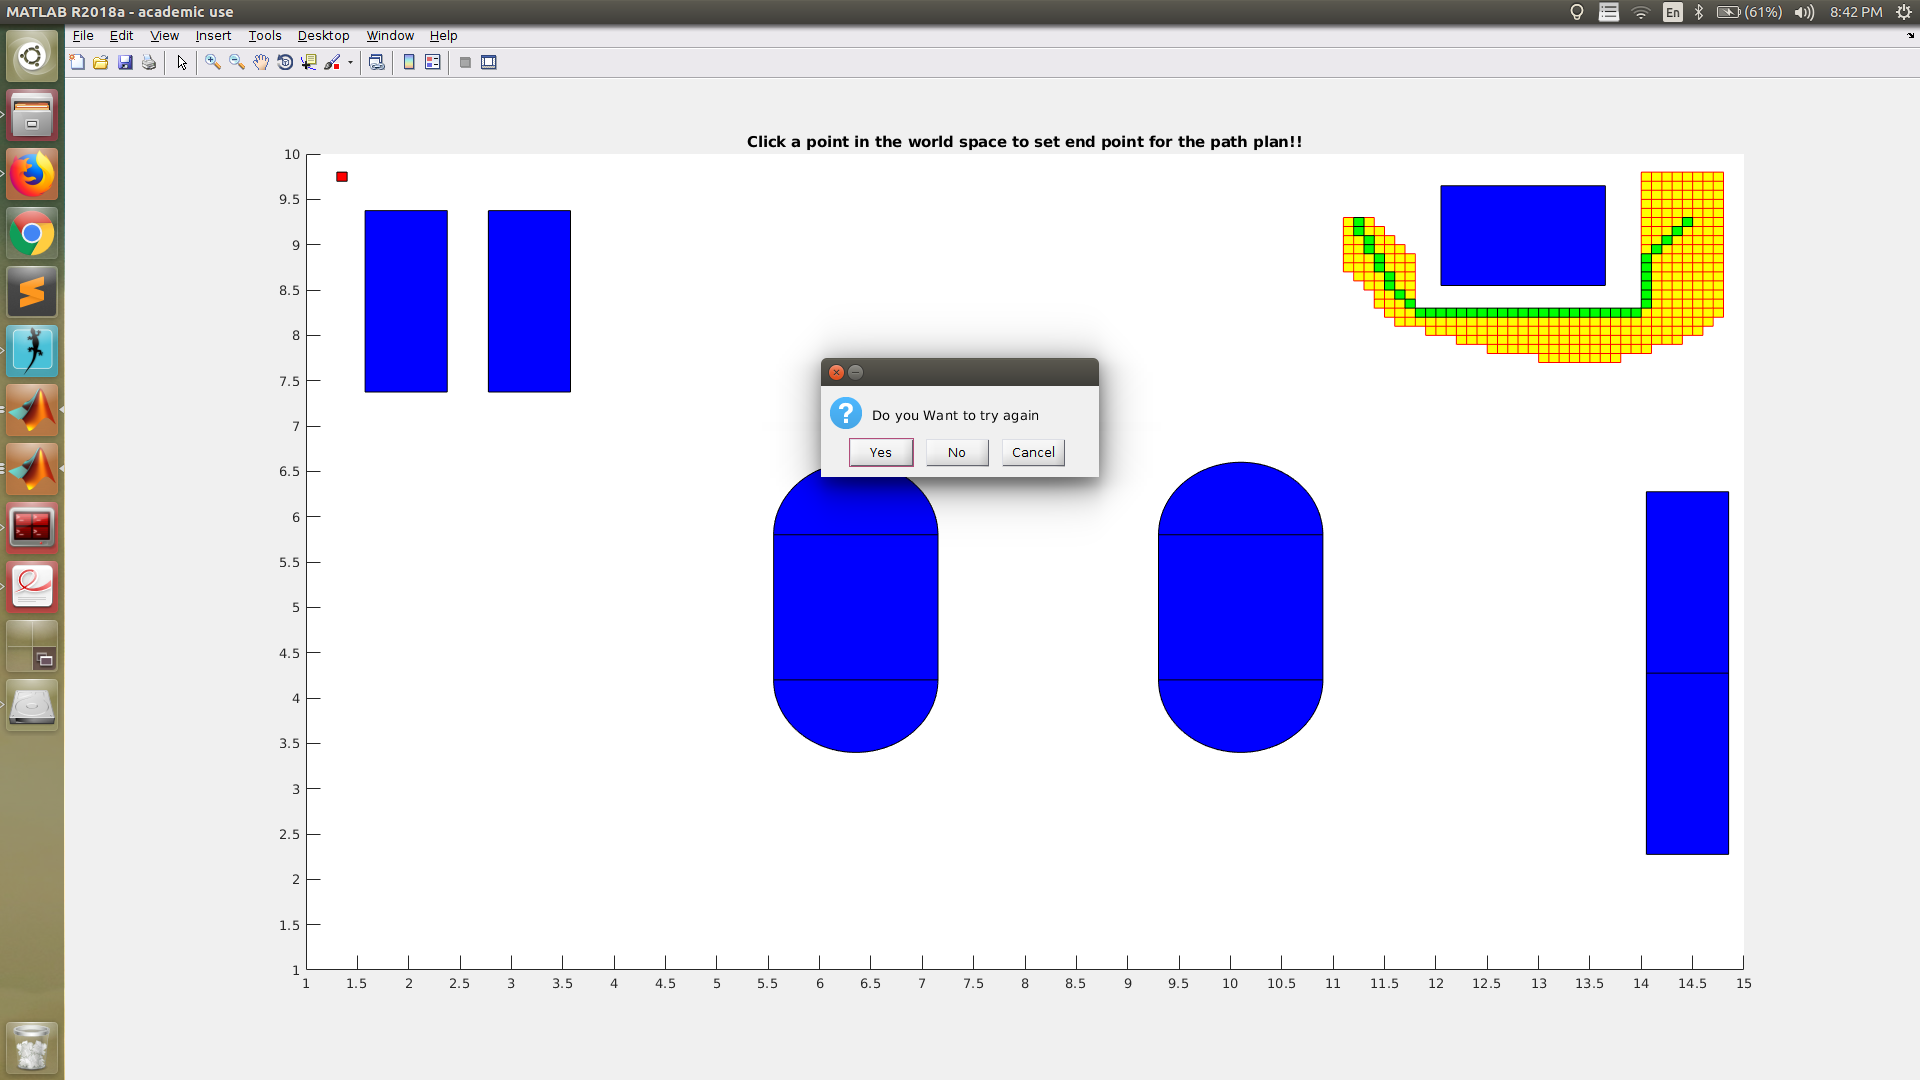 MATLAB R2018a - academic use
En
(61%)
8:42 PM
File Edit View Insert Tools Desktop Window Help
Click a point in the world space to set end point for the path plan!!
10
9.5
9
8.5
8
7.5
7
6.5
6
5.5
5
4.5
4
3.5
3
2.5
2
1.5
1
Do you Want to try again
Yes No Cancel
1 1.5 2 2.5 3 3.5 4 4.5 5 5.5 6 6.5 7 7.5 8 8.5 9 9.5 10 10.5 11 11.5 12 12.5 13 13.5 14 14.5 15